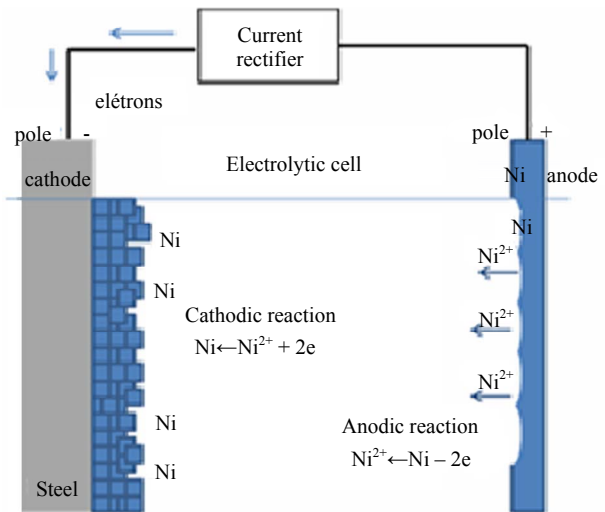 Current
rectifier
elétrons
pole -
pole +
cathode
Electrolytic cell
Ni anode
Ni
Ni
Ni²⁺
Ni
Ni²⁺
Cathodic reaction
Ni←Ni²⁺ + 2e
Ni²⁺
Ni
Anodic reaction
Ni²⁺←Ni – 2e
Ni
Steel